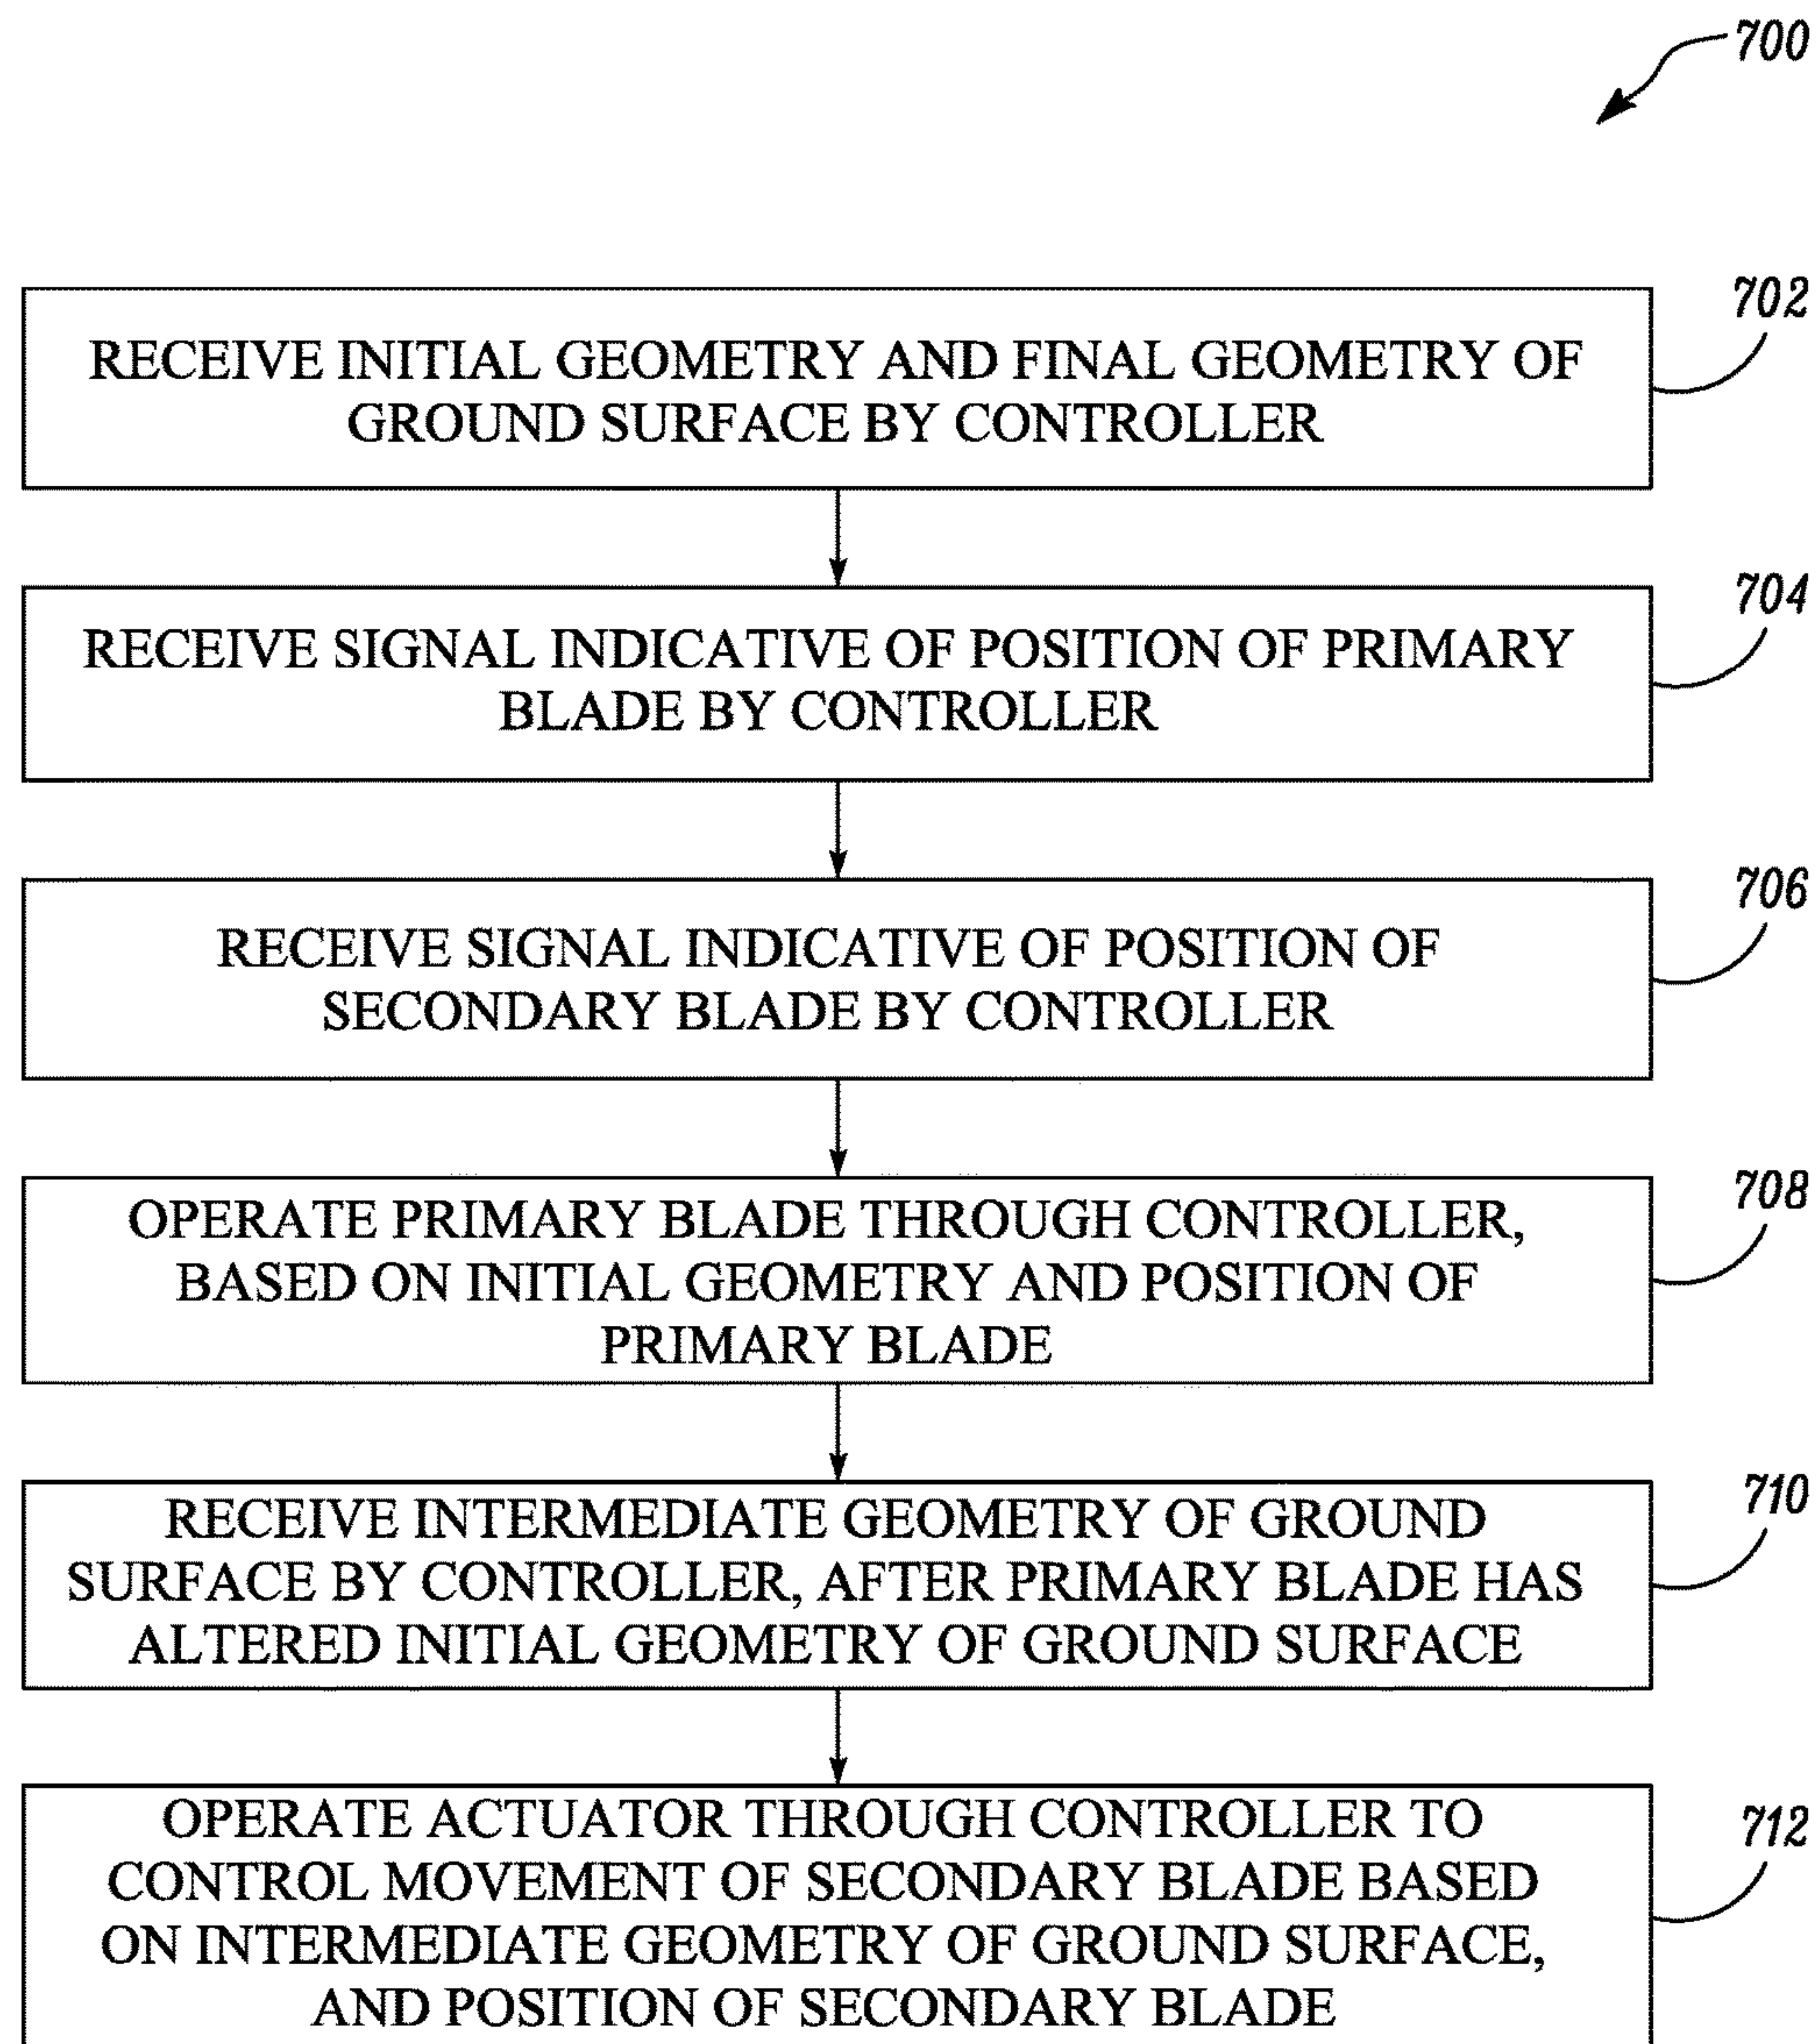 700
702
RECEIVE INITIAL GEOMETRY AND FINAL GEOMETRY OF
GROUND SURFACE BY CONTROLLER
704
RECEIVE SIGNAL INDICATIVE OF POSITION OF PRIMARY
BLADE BY CONTROLLER
706
RECEIVE SIGNAL INDICATIVE OF POSITION OF
SECONDARY BLADE BY CONTROLLER
708
OPERATE PRIMARY BLADE THROUGH CONTROLLER,
BASED ON INITIAL GEOMETRY AND POSITION OF
PRIMARY BLADE
710
RECEIVE INTERMEDIATE GEOMETRY OF GROUND
SURFACE BY CONTROLLER, AFTER PRIMARY BLADE HAS
ALTERED INITIAL GEOMETRY OF GROUND SURFACE
712
OPERATE ACTUATOR THROUGH CONTROLLER TO
CONTROL MOVEMENT OF SECONDARY BLADE BASED
ON INTERMEDIATE GEOMETRY OF GROUND SURFACE,
AND POSITION OF SECONDARY BLADE